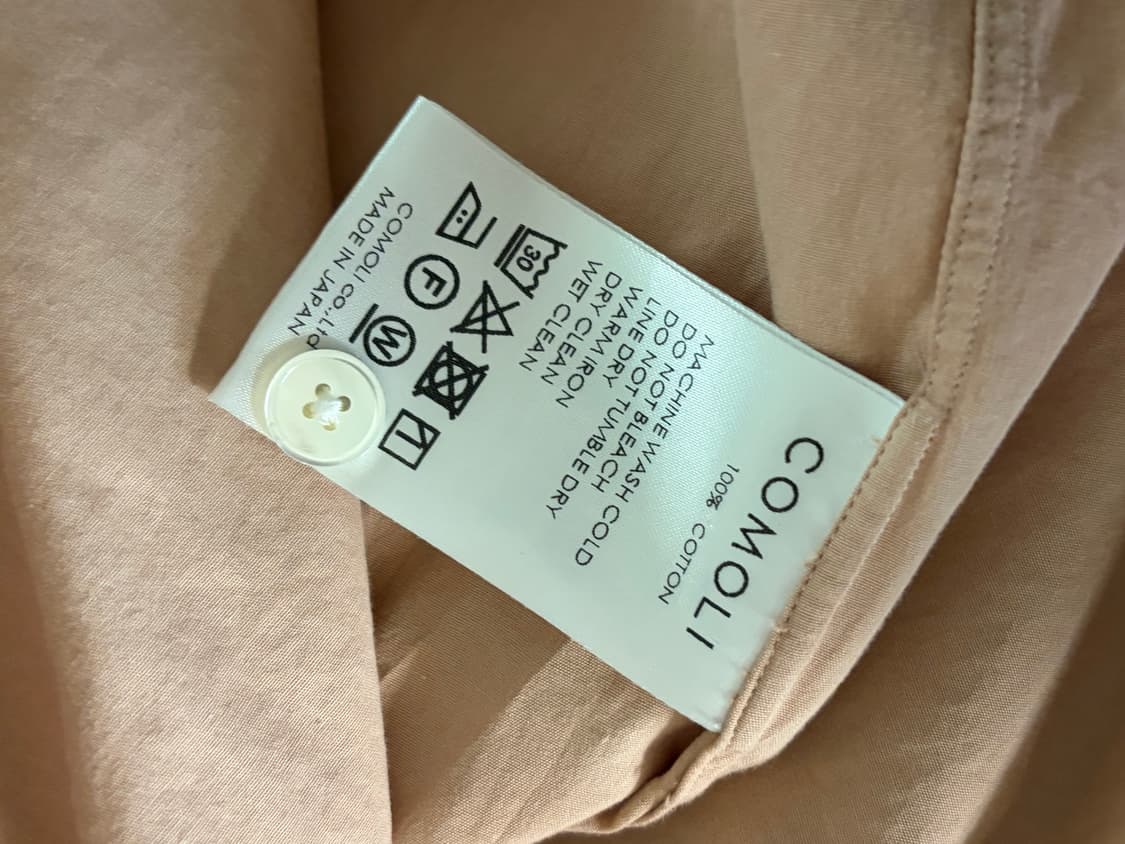 COMOLI
100% COTTON
MACHINE WASH COLD
DO NOT BLEACH
DO NOT TUMBLE DRY
LINE DRY
WARM IRON
DRY CLEAN
WET CLEAN
30
F W
COMOLI CO., Ltd
MADE IN JAPAN